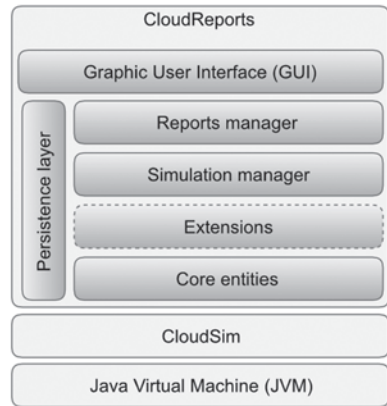 CloudReports
Graphic User Interface (GUI)
Persistence layer
Reports manager
Simulation manager
Extensions
Core entities
CloudSim
Java Virtual Machine (JVM)